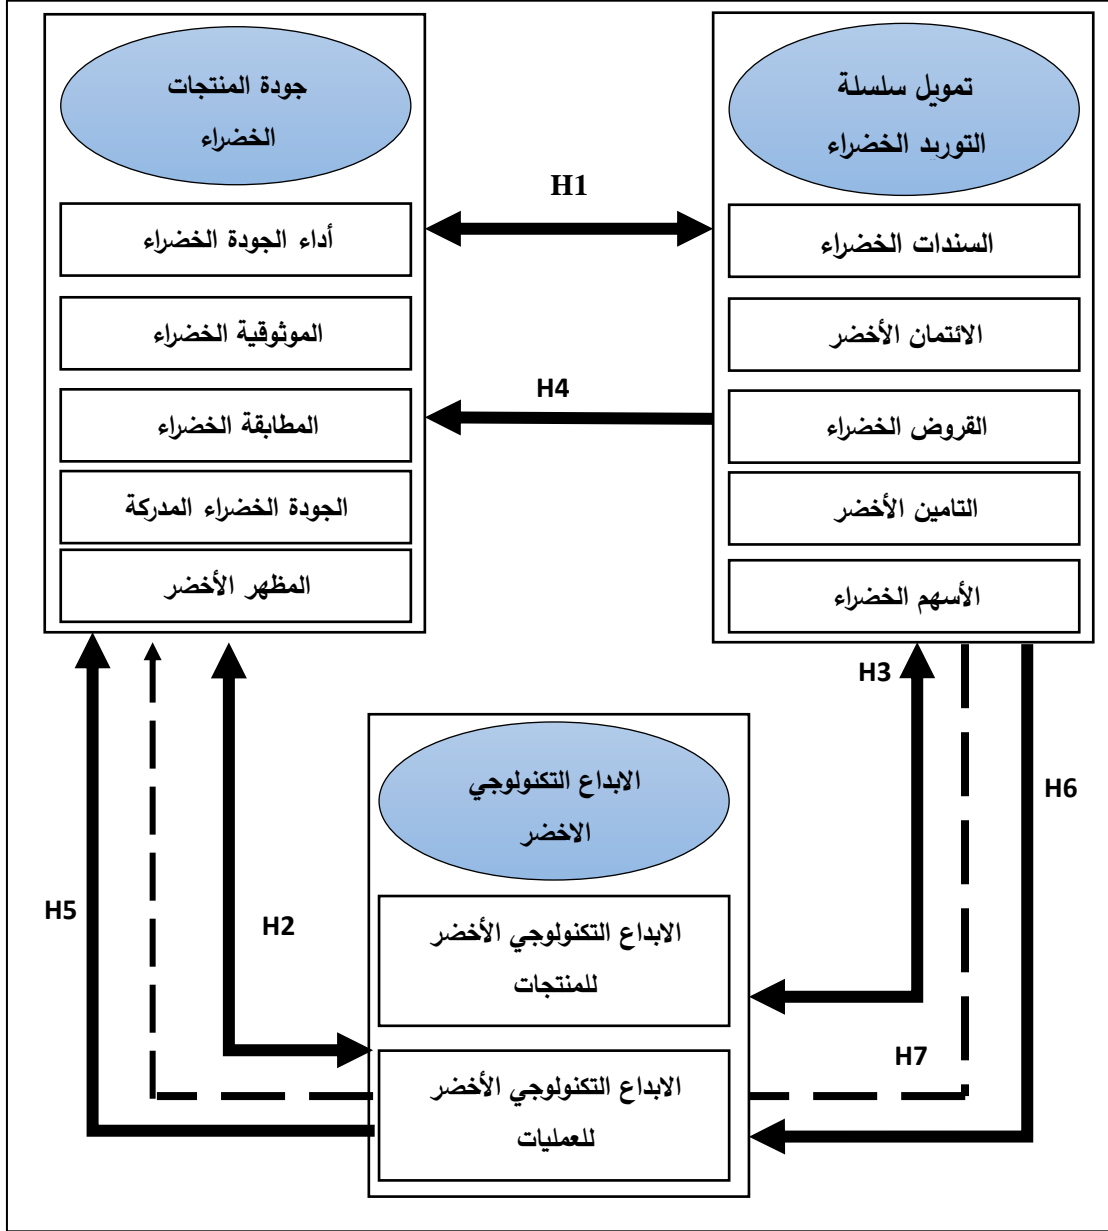 تمويل سلسلة
التوريد الخضراء
السندات الخضراء
الائتمان الأخضر
القروض الخضراء
التامين الأخضر
الأسهم الخضراء
H1
H4
جودة المنتجات
الخضراء
أداء الجودة الخضراء
الموثوقية الخضراء
المطابقة الخضراء
الجودة الخضراء المدركة
المظهر الأخضر
H3
H6
H7
الابداع التكنولوجي
الاخضر
الابداع التكنولوجي الأخضر
للمنتجات
الابداع التكنولوجي الأخضر
للعمليات
H2
H5